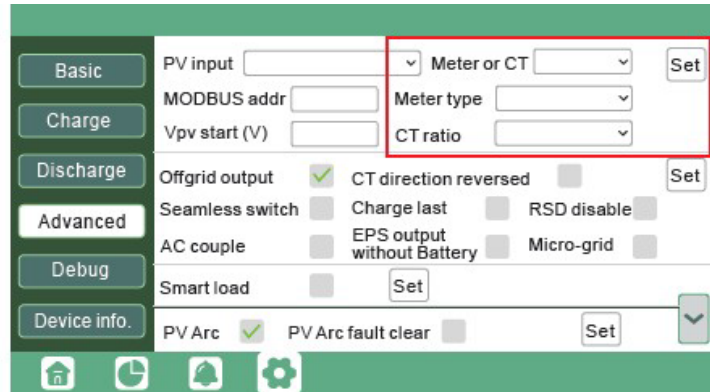 Basic
Charge
Discharge
Advanced
Debug
Device info.
PV input Meter or CT Set
MODBUS addr Meter type
Vpv start (V) CT ratio
Offgrid output CT direction reversed Set
Seamless switch Charge last RSD disable
AC couple EPS output without Battery Micro-grid
Smart load Set
PV Arc PV Arc fault clear Set